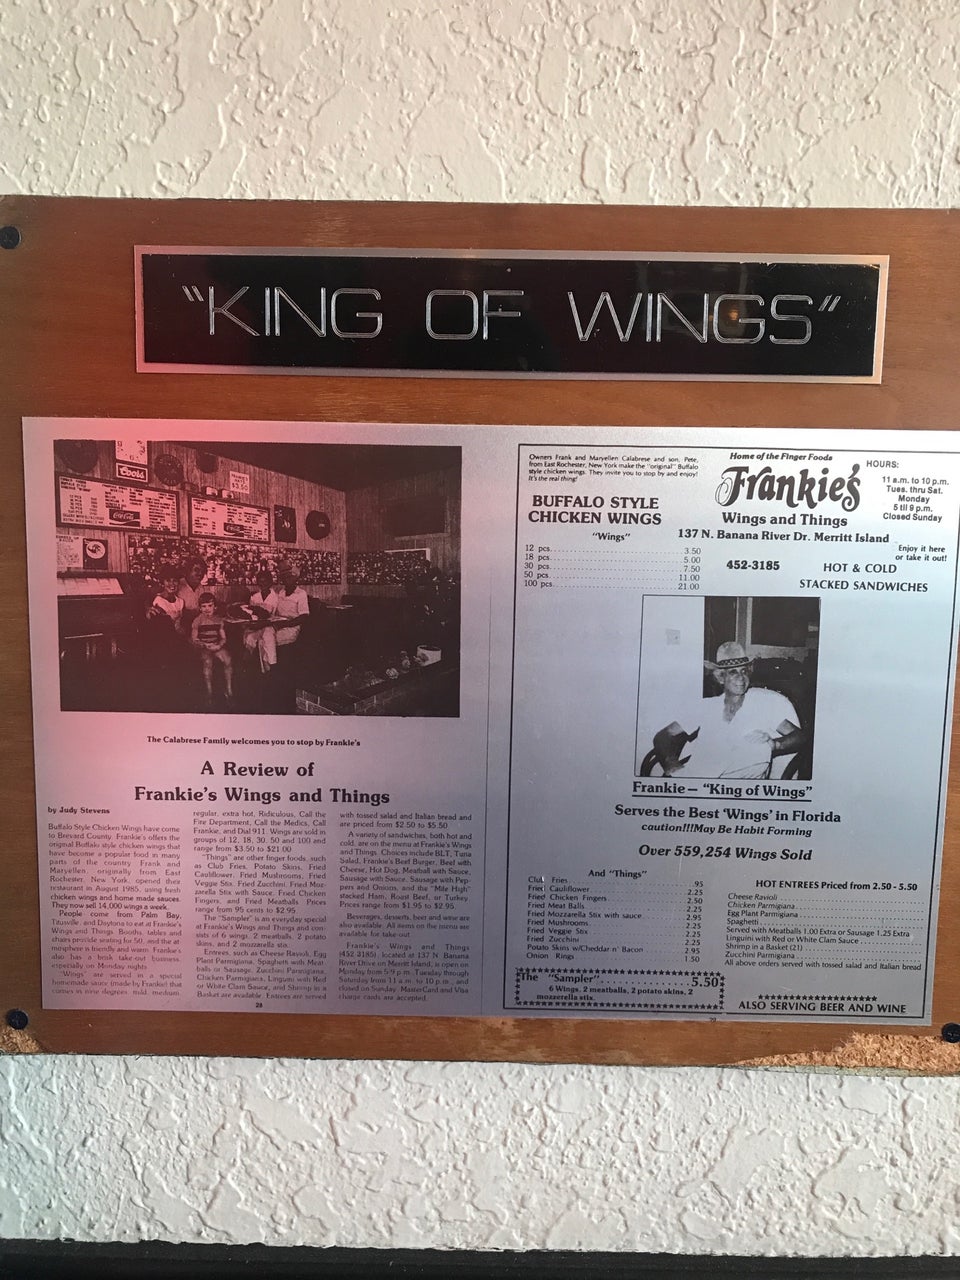 "KING OF WINGS"
Coors
Coca-Cola
Coca-Cola
The Calabrese Family welcomes you to stop by Frankie's
A Review of
Frankie's Wings and Things
by Judy Stevens
Buffalo Style Chicken Wings have come
to Brevard County. Frankie's offers the
original Buffalo style chicken wings that
have become a popular food in many
parts of the country. Frank and
Maryellen, originally from East
Rochester, New York, opened their
restaurant in August 1985, using fresh
chicken wings and home made sauces.
They now sell 14,000 wings a week.
People come from Palm Bay,
Titusville, and Daytona to eat at Frankie's
Wings and Things. Booths, tables and
chairs provide seating for 50, and the at
mosphere is friendly and warm. Frankie's
also has a brisk take-out business,
especially on Monday nights.
"Wings" are served in a special
homemade sauce (made by Frankie) that
comes in nine degrees: mild, medium,
regular, extra hot, Ridiculous, Call the
Fire Department, Call the Medics, Call
Frankie, and Dial 911. Wings are sold in
groups of 12, 18, 30, 50 and 100 and
range from $3.50 to $21.00.
"Things" are other finger foods, such
as Club Fries, Potato Skins, Fried
Cauliflower, Fried Mushrooms, Fried
Veggie Stix, Fried Zucchini, Fried Moz-
zarella Stix with Sauce, Fried Chicken
Fingers, and Fried Meatballs. Prices
range from 95 cents to $2.95.
The "Sampler" is an everyday special
at Frankie's Wings and Things and con-
sists of 6 wings, 2 meatballs, 2 potato
skins, and 2 mozzarella stix.
Entrees, such as Cheese Ravioli, Egg
Plant Parmigiana, Spaghetti with Meat-
balls or Sausage, Zucchini Parmigiana,
Chicken Parmigiana, Linguini with Red
or White Clam Sauce, and Shrimp in a
Basket are available. Entrees are served
with tossed salad and Italian bread and
are priced from $2.50 to $5.50.
A variety of sandwiches, both hot and
cold, are on the menu at Frankie's Wings
and Things. Choices include BLT, Tuna
Salad, Frankie's Beef Burger, Beef with
Cheese, Hot Dog, Meatball with Sauce,
Sausage with Sauce, Sausage with Pep-
pers and Onions, and the "Mile High"
stacked Ham, Roast Beef, or Turkey.
Prices range from $1.95 to $2.95.
Beverages, desserts, beer and wine are
also available. All items on the menu are
available for take-out.
Frankie's Wings and Things
(452-3185), located at 137 N. Banana
River Drive on Merritt Island, is open on
Monday from 5-9 p.m., Tuesday through
Saturday from 11 a.m. to 10 p.m., and
closed on Sunday. MasterCard and Visa
charge cards are accepted.
28
Owners Frank and Maryellen Calabrese and son, Pete,
from East Rochester, New York make the "original" Buffalo
style chicken wings. They invite you to stop by and enjoy!
It's the real thing!
Home of the Finger Foods
Frankie's
Wings and Things
137 N. Banana River Dr. Merritt Island
452-3185
HOURS:
11 a.m. to 10 p.m.
Tues. thru Sat.
Monday
5 til 9 p.m.
Closed Sunday
Enjoy it here
or take it out!
HOT & COLD
STACKED SANDWICHES
BUFFALO STYLE
CHICKEN WINGS
"Wings"
12 pcs. 3.50
18 pcs. 5.00
30 pcs. 7.50
50 pcs. 11.00
100 pcs. 21.00
Frankie — "King of Wings"
Serves the Best 'Wings' in Florida
caution!!!May Be Habit Forming
Over 559,254 Wings Sold
And "Things"
Club Fries .95
Fried Cauliflower 2.25
Fried Chicken Fingers 2.50
Fried Meat Balls 2.25
Fried Mozzarella Stix with sauce 2.95
Fried Mushrooms 2.25
Fried Veggie Stix 2.25
Fried Zucchini 2.25
Potato Skins w/Cheddar n' Bacon 2.95
Onion Rings 1.50
The "Sampler" 5.50
6 Wings, 2 meatballs, 2 potato skins, 2
mozzerella stix.
HOT ENTREES Priced from 2.50 - 5.50
Cheese Ravioli
Chicken Parmigiana
Egg Plant Parmigiana
Spaghetti
Served with Meatballs 1.00 Extra or Sausage 1.25 Extra
Linguini with Red or White Clam Sauce
Shrimp in a Basket (21)
Zucchini Parmigiana
All above orders served with tossed salad and Italian bread
ALSO SERVING BEER AND WINE
29